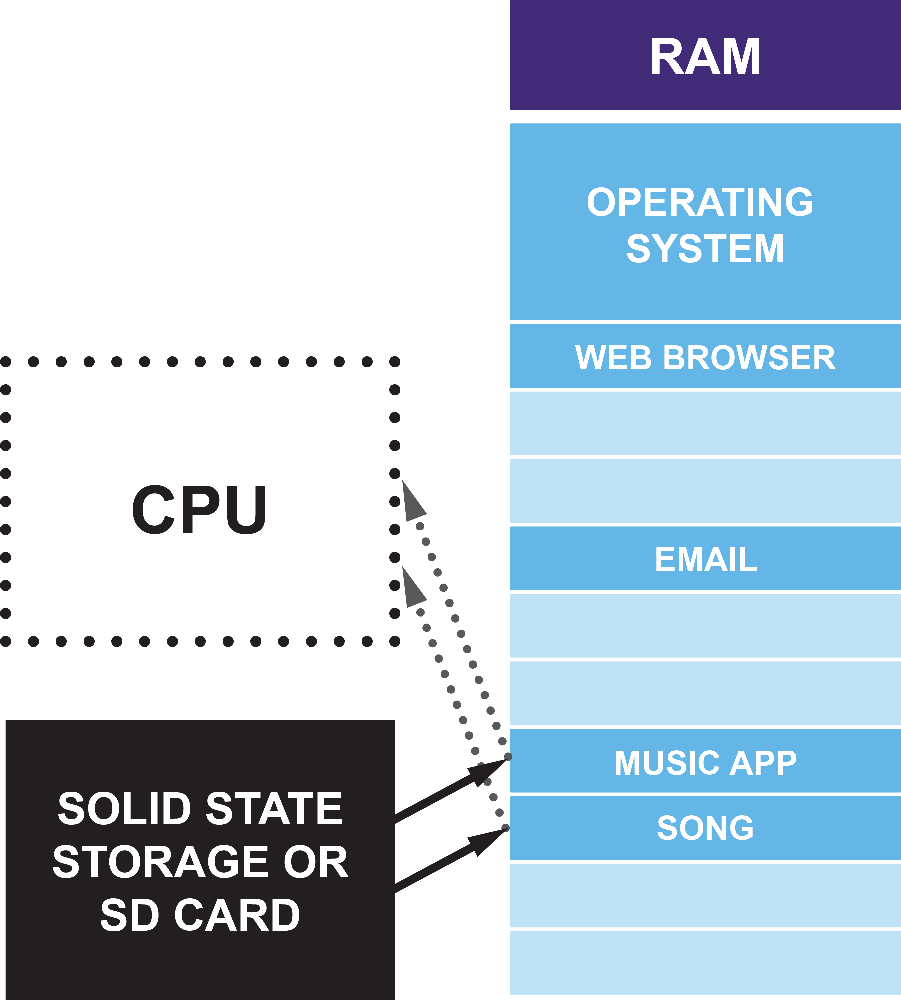 RAM
OPERATING
SYSTEM
WEB BROWSER
CPU
EMAIL
MUSIC APP
SOLID STATE
STORAGE OR
SD CARD
SONG